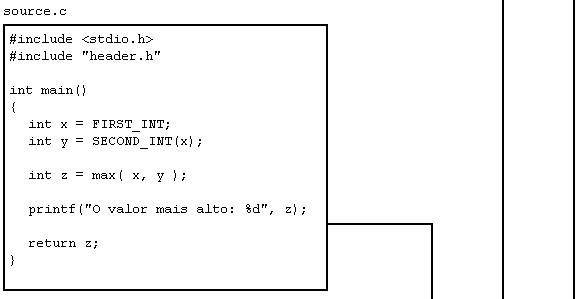 source.c
#include <stdio.h>
#include "header.h"
int main()
{
int x = FIRST_INT;
int y = SECOND_INT(x);
int z = max( x, y );
printf("O valor mais alto: %d", z);
return z;
}